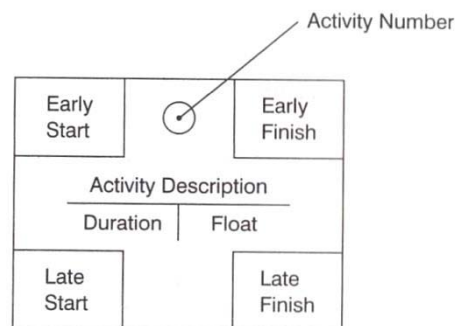 Activity Number
Early
Start
Early
Finish
Activity Description
Duration
Float
Late
Start
Late
Finish